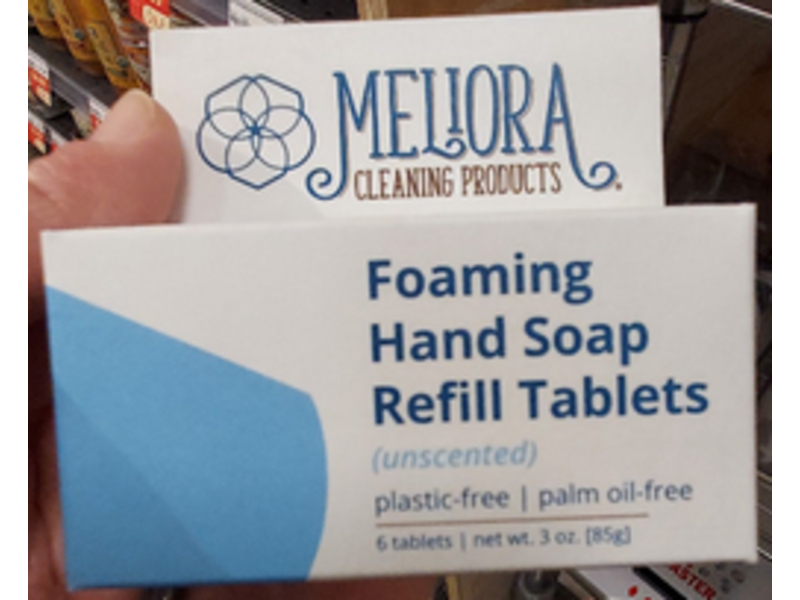 MELIORA
CLEANING PRODUCTS
Foaming
Hand Soap
Refill Tablets
(unscented)
plastic-free | palm oil-free
6 tablets | net wt. 3 oz. [85g]
ASTER